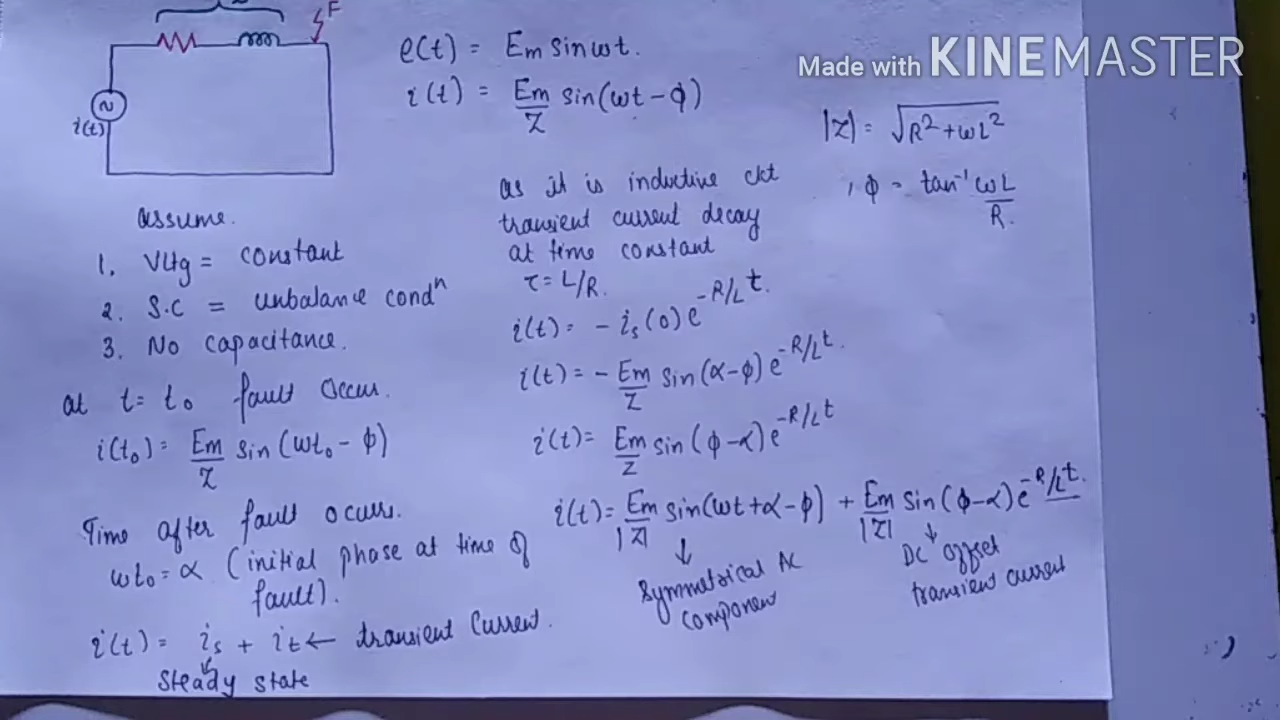 F
i(t)
e(t) = Em sin ωt.
i(t) = Em/Z sin(ωt - ϕ)
Made with KINEMASTER
|Z| = √R² + ωL²
, ϕ = tan⁻¹ ωL/R.
assume.
1. Vltg = constant
2. S.C = unbalance condⁿ
3. No capacitance.
at t = t₀ fault occur.
i(t₀) = Em/Z sin (ωt₀ - ϕ)
Time after fault occurs.
ωt₀ = α (initial phase at time of
fault).
i(t) = iₛ + iₜ ← transient Current.
steady state
as it is inductive ckt
transient current decay
at time constant
τ = L/R.
i(t) = - iₛ(0) e^-R/L t.
i(t) = - Em/Z sin (α-ϕ) e^-R/L t.
i(t) = Em/Z sin (ϕ-α) e^-R/L t
i(t) = Em/|Z| sin(ωt+α-ϕ) + Em/|Z| sin (ϕ-α) e^-R/L t.
↓ ↓
Symmetrical AC
component
DC offset
transient current